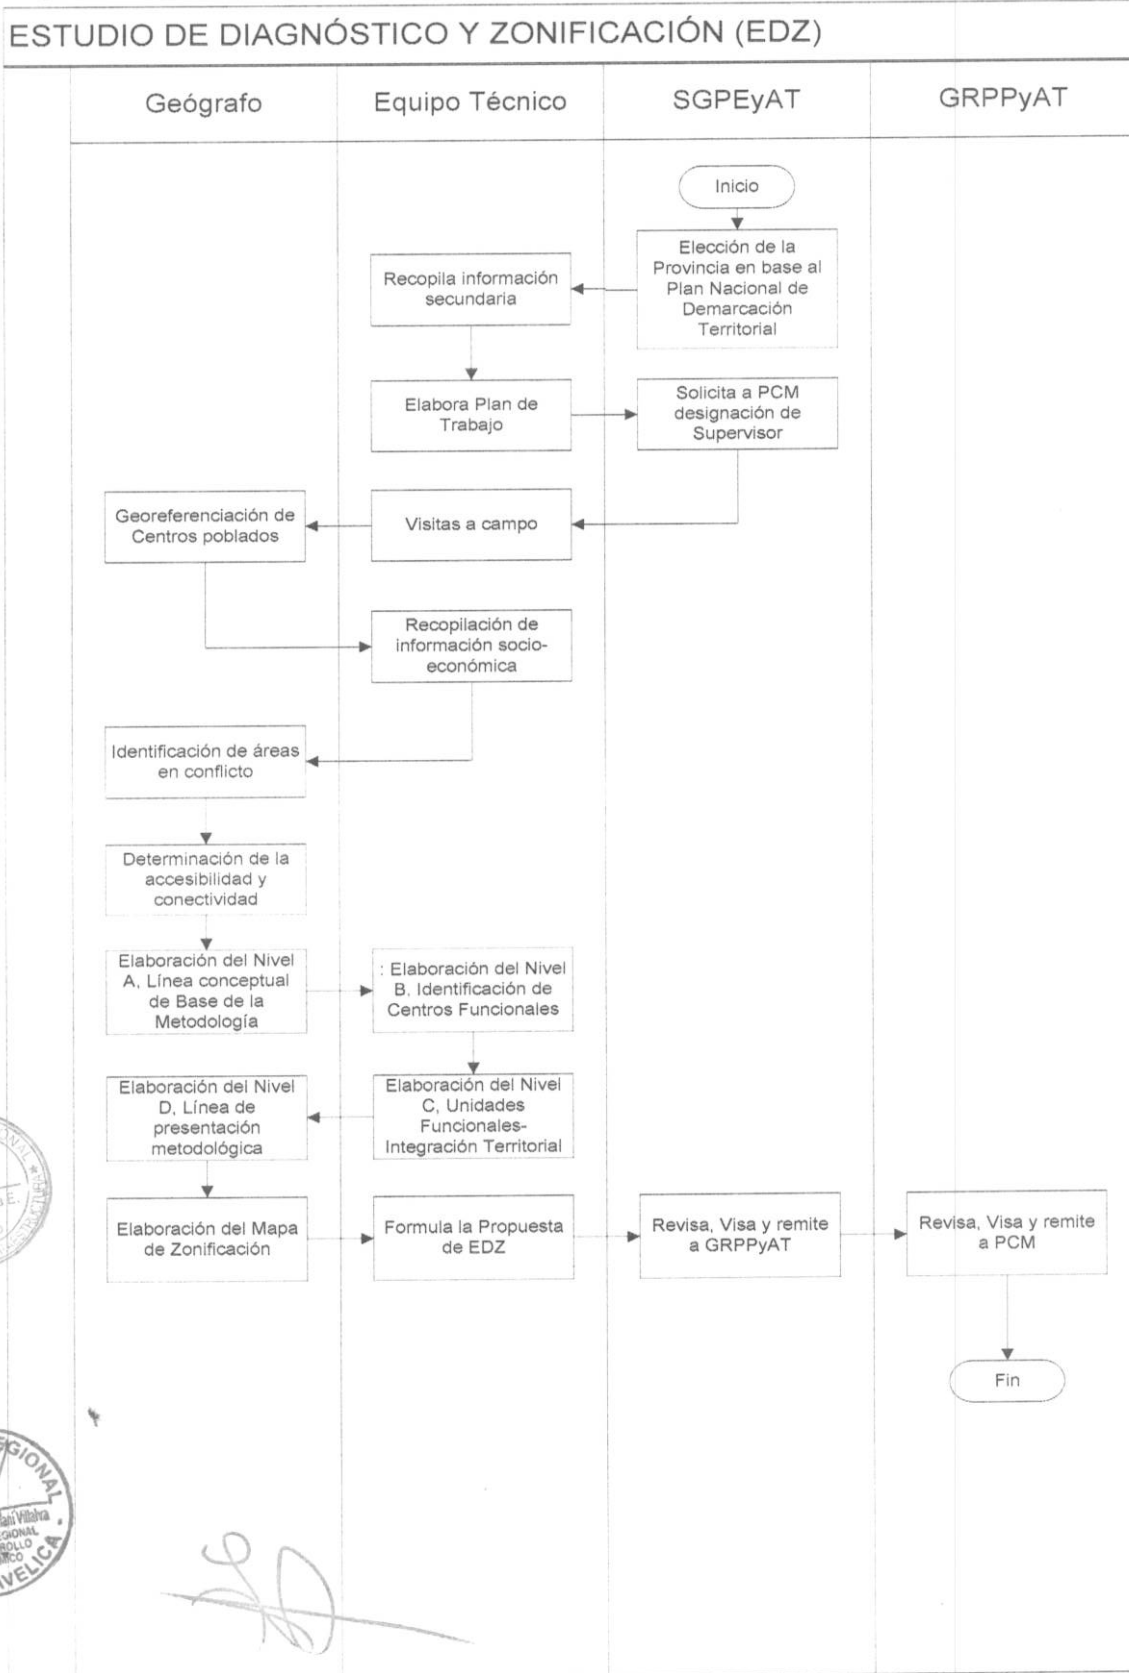 ESTUDIO DE DIAGNÓSTICO Y ZONIFICACIÓN (EDZ)
Geógrafo
Equipo Técnico
SGPEyAT
GRPPyAT
Inicio
Elección de la
Provincia en base al
Plan Nacional de
Demarcación
Territorial
Recopila información
secundaria
Elabora Plan de
Trabajo
Solicita a PCM
designación de
Supervisor
Georeferenciación de
Centros poblados
Visitas a campo
Recopilación de
información socio-
económica
Identificación de áreas
en conflicto
Determinación de la
accesibilidad y
conectividad
Elaboración del Nivel
A, Línea conceptual
de Base de la
Metodología
: Elaboración del Nivel
B, Identificación de
Centros Funcionales
Elaboración del Nivel
D, Línea de
presentación
metodológica
Elaboración del Nivel
C, Unidades
Funcionales-
Integración Territorial
Elaboración del Mapa
de Zonificación
Formula la Propuesta
de EDZ
Revisa, Visa y remite
a GRPPyAT
Revisa, Visa y remite
a PCM
Fin